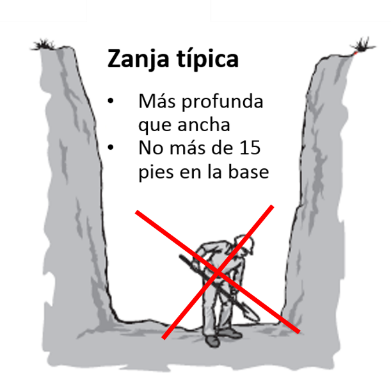 Zanja típica
• Más profunda
que ancha
• No más de 15
pies en la base